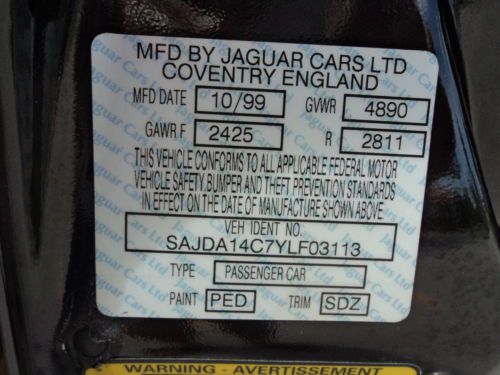 MFD BY JAGUAR CARS LTD
COVENTRY ENGLAND
MFD DATE 10/99 GVWR 4890
GAWR F 2425 R 2811
THIS VEHICLE CONFORMS TO ALL APPLICABLE FEDERAL MOTOR
VEHICLE SAFETY,BUMPER AND THEFT PREVENTION STANDARDS
IN EFFECT ON THE DATE OF MANUFACTURE SHOWN ABOVE.
VEH IDENT NO.
SAJDA14C7YLF03113
TYPE PASSENGER CAR
PAINT PED TRIM SDZ
WARNING - AVERTISSEMENT